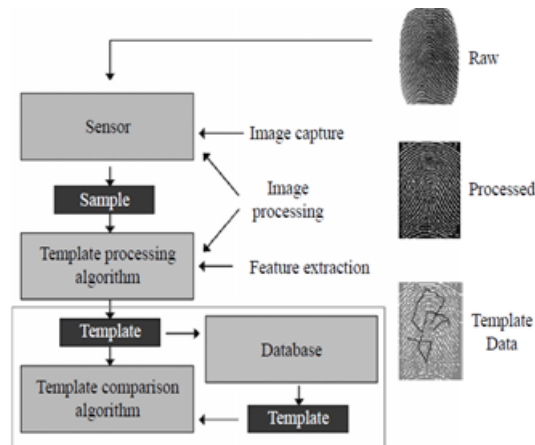 Raw
Sensor
Image capture
Sample
Image
processing
Processed
Template processing
algorithm
Feature extraction
Template
Database
Template
Data
Template comparison
algorithm
Template